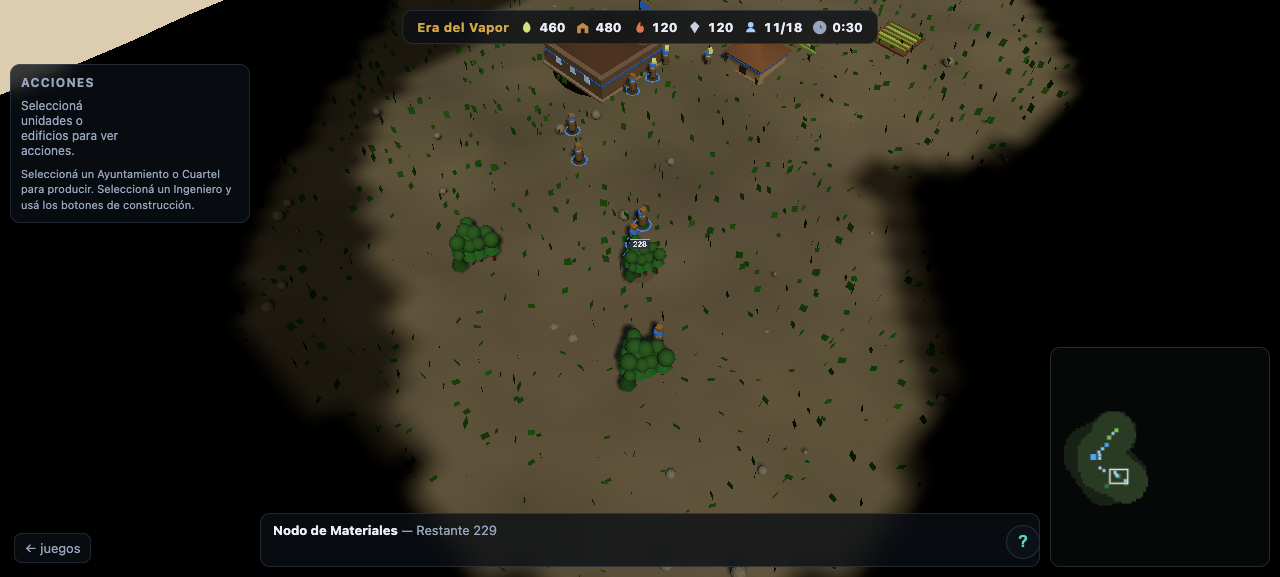 Era del Vapor 460 480 120 120 11/18 0:30
ACCIONES
Seleccioná
unidades o
edificios para ver
acciones.
Seleccioná un Ayuntamiento o Cuartel
para producir. Seleccioná un Ingeniero y
usá los botones de construcción.
228
Nodo de Materiales — Restante 229
?
← juegos